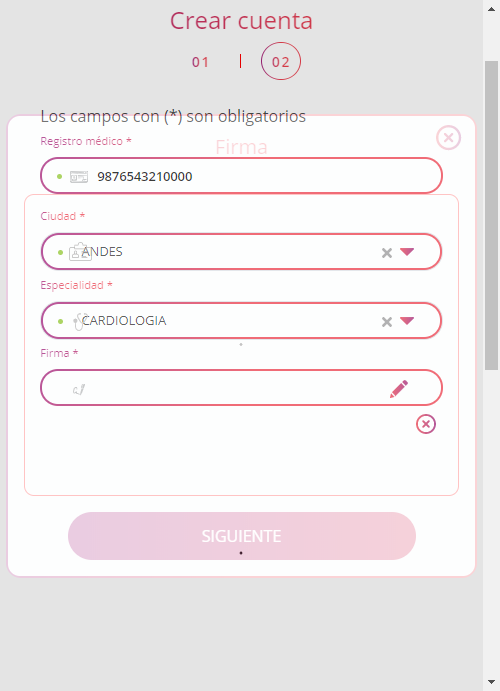 Crear cuenta
01 | 02
Los campos con (*) son obligatorios
Registro médico *
Firma
9876543210000
Ciudad *
ANDES
Especialidad *
CARDIOLOGIA
Firma *
SIGUIENTE